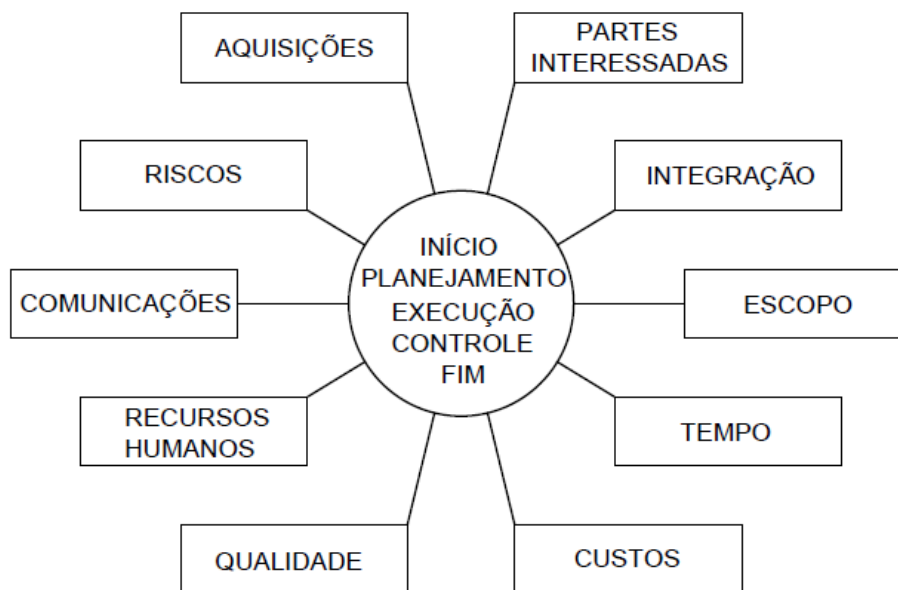 AQUISIÇÕES
PARTES
INTERESSADAS
RISCOS
INTEGRAÇÃO
INÍCIO
PLANEJAMENTO
EXECUÇÃO
CONTROLE
FIM
COMUNICAÇÕES
ESCOPO
RECURSOS
HUMANOS
TEMPO
QUALIDADE
CUSTOS